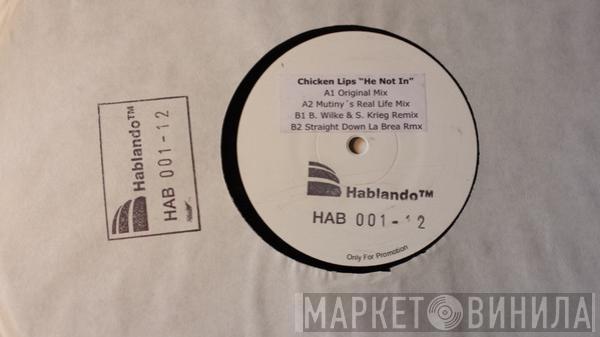 Hablando™
HAB 001-12
Chicken Lips "He Not In"
A1 Original Mix
A2 Mutiny´s Real Life Mix
B1 B. Wilke & S. Krieg Remix
B2 Straight Down La Brea Rmx
Hablando™
HAB 001-12
Only For Promotion
МАРКЕТ ВИНИЛА